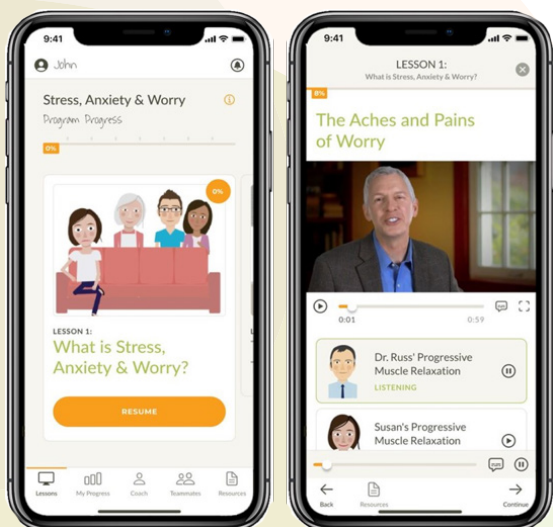 9:41
John
Stress, Anxiety & Worry
Program Progress
0%
0%
LESSON 1:
What is Stress,
Anxiety & Worry?
RESUME
Lessons
My Progress
Coach
Teammates
Resources
9:41
LESSON 1:
What is Stress, Anxiety & Worry?
8%
The Aches and Pains
of Worry
0:01
0:59
Dr. Russ' Progressive
Muscle Relaxation
LISTENING
Susan's Progressive
Muscle Relaxation
Back
Resources
Continue